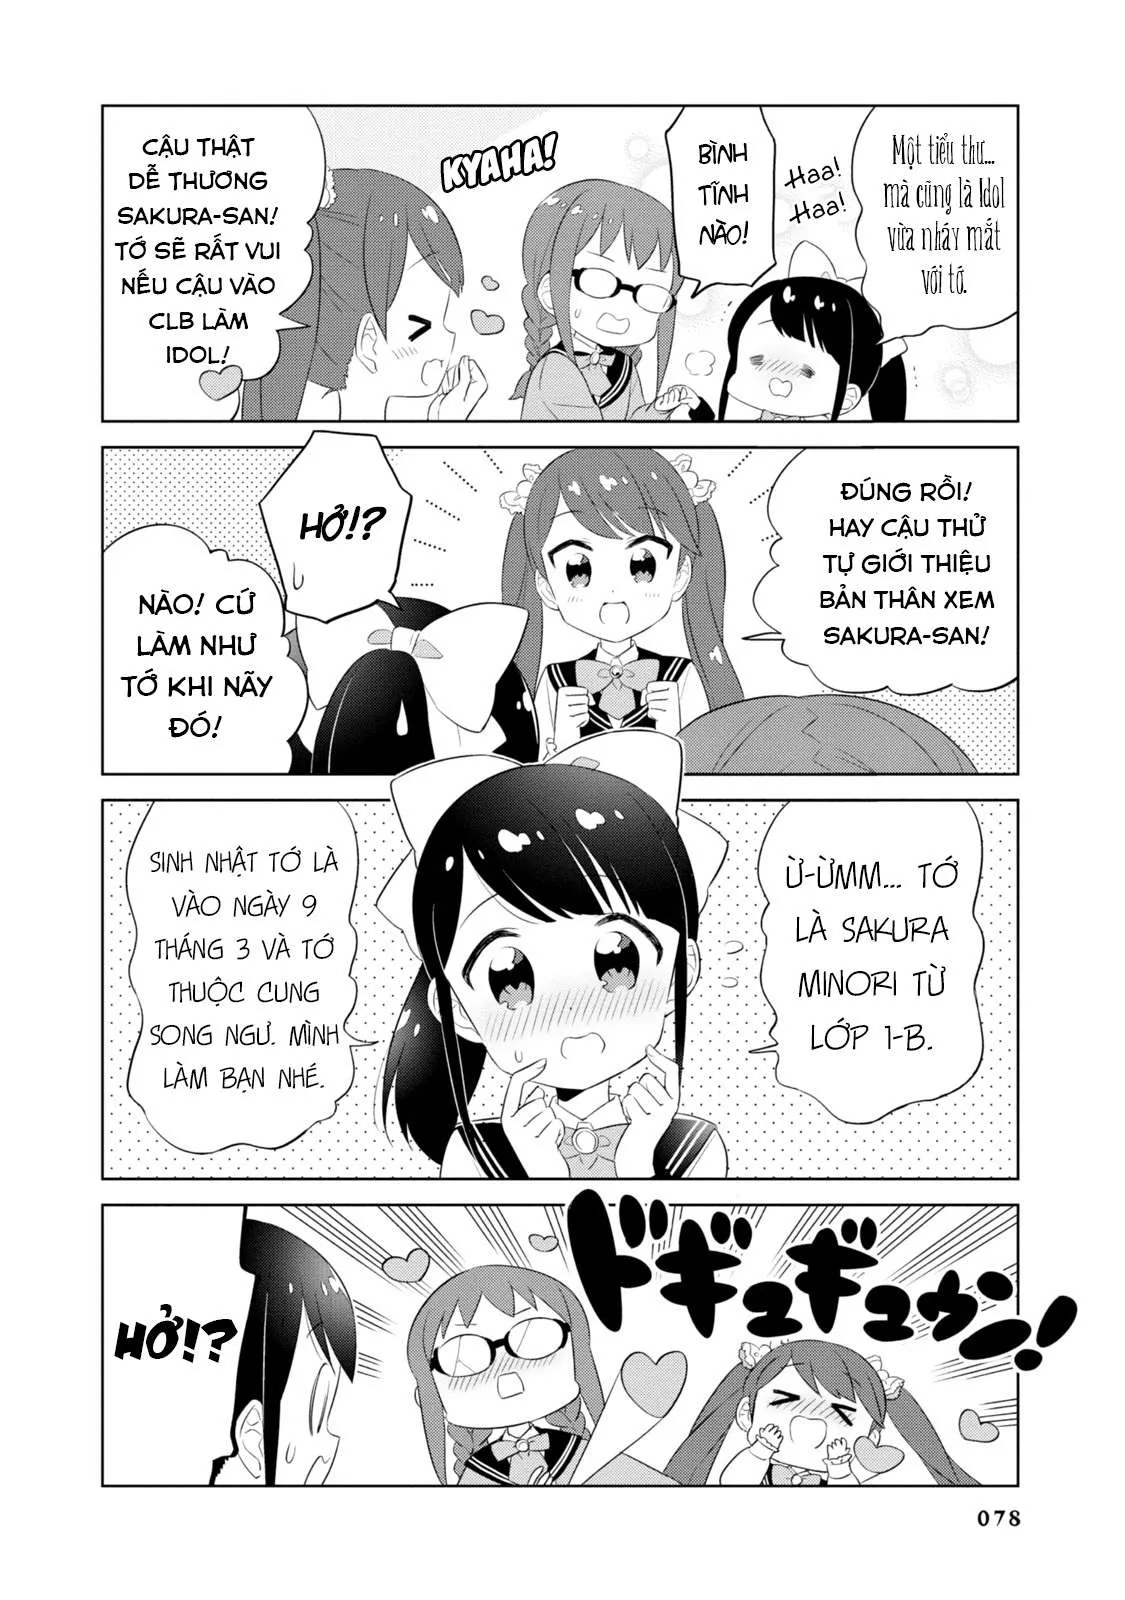 Một tiểu thư...
mà cũng là Idol
vừa nháy mắt
với tớ.
Haa!
Haa!
BÌNH
TĨNH
NÀO!
KYAHA!
CẬU THẬT
DỄ THƯƠNG
SAKURA-SAN!
TỚ SẼ RẤT VUI
NẾU CẬU VÀO
CLB LÀM
IDOL!
ĐÚNG RỒI!
HAY CẬU THỬ
TỰ GIỚI THIỆU
BẢN THÂN XEM
SAKURA-SAN!
HỞ!?
NÀO! CỨ
LÀM NHƯ
TỚ KHI NÃY
ĐÓ!
Ừ-ỪMM... TỚ
LÀ SAKURA
MINORI TỪ
LỚP 1-B.
SINH NHẬT TỚ LÀ
VÀO NGÀY 9
THÁNG 3 VÀ TỚ
THUỘC CUNG
SONG NGƯ. MÌNH
LÀM BẠN NHÉ.
ドギュギュウン!
HỞ!?
078